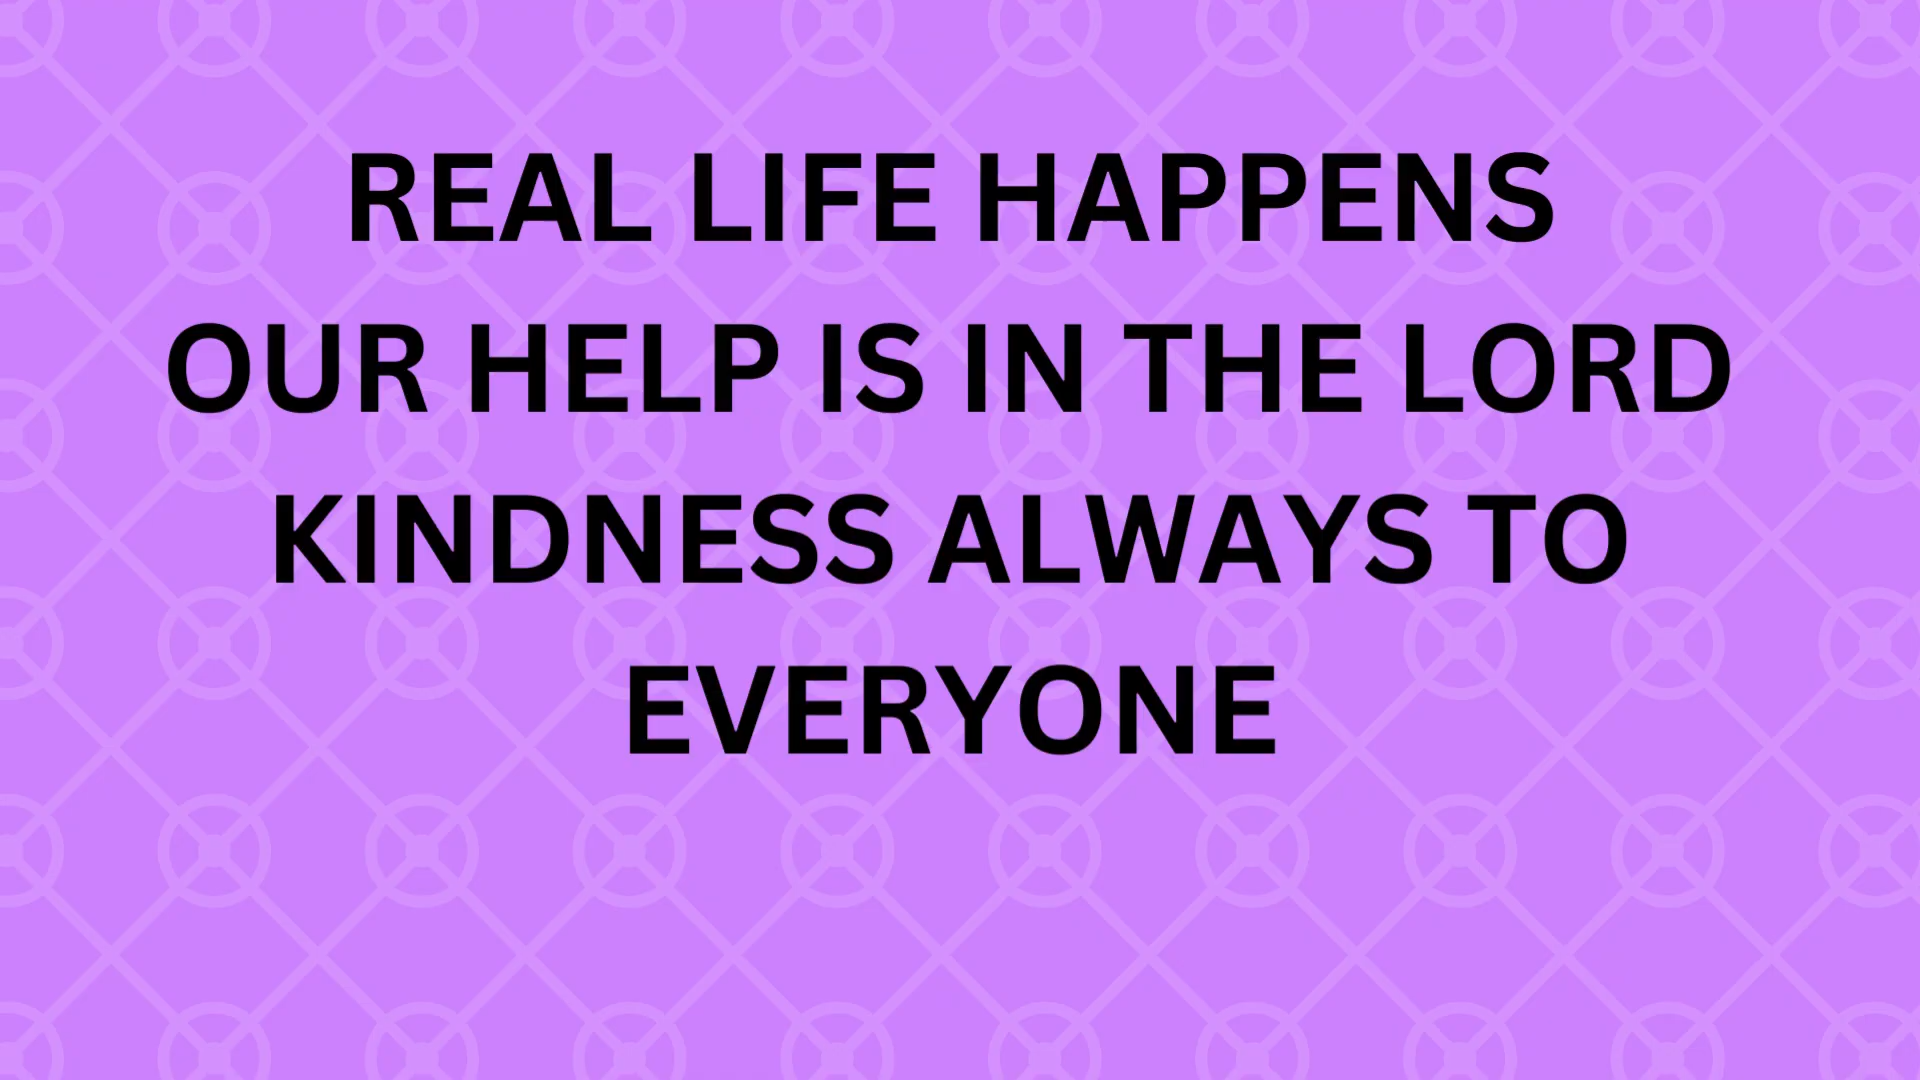 REAL LIFE HAPPENS
OUR HELP IS IN THE LORD
KINDNESS ALWAYS TO
EVERYONE